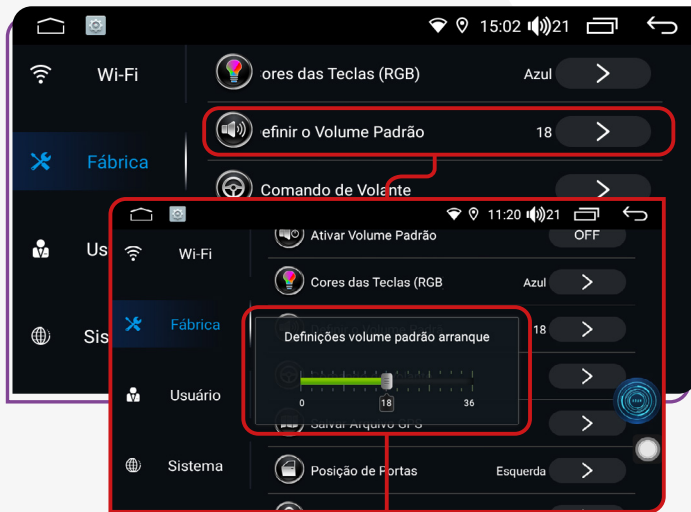 15:02 21
Wi-Fi
ores das Teclas (RGB)
Azul
efinir o Volume Padrão
18
Fábrica
Comando de Volante
Us
Sis
11:20 21
Ativar Volume Padrão
OFF
Wi-Fi
Cores das Teclas (RGB
Azul
Fábrica
18
Definições volume padrão arranque
0
18
36
Usuário
Salvar Arquivo GPS
Sistema
Posição de Portas
Esquerda